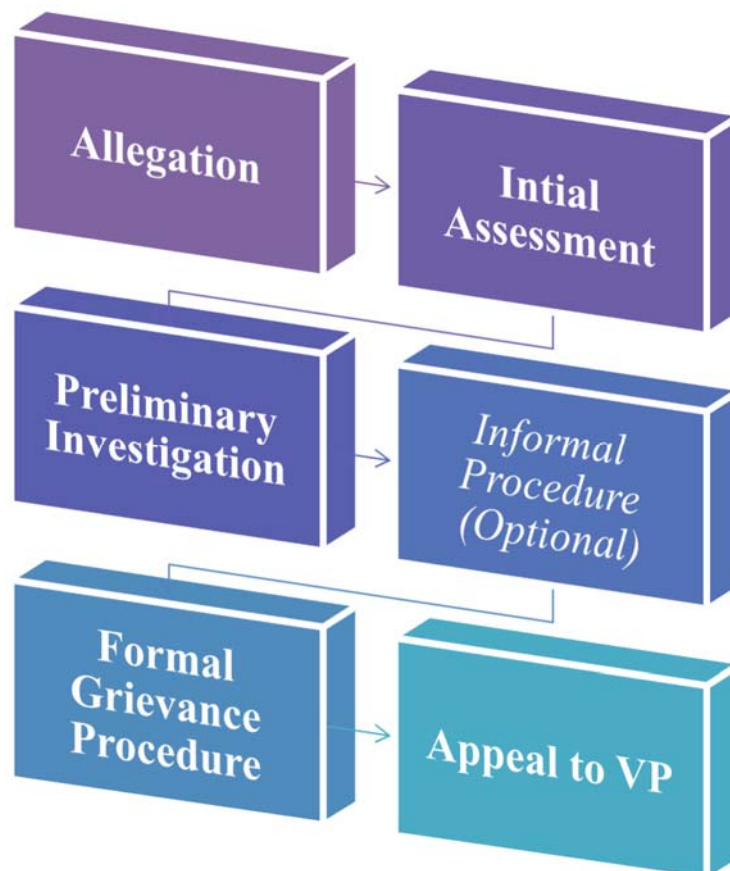 Allegation
Intial
Assessment
Preliminary
Investigation
Informal
Procedure
(Optional)
Formal
Grievance
Procedure
Appeal to VP